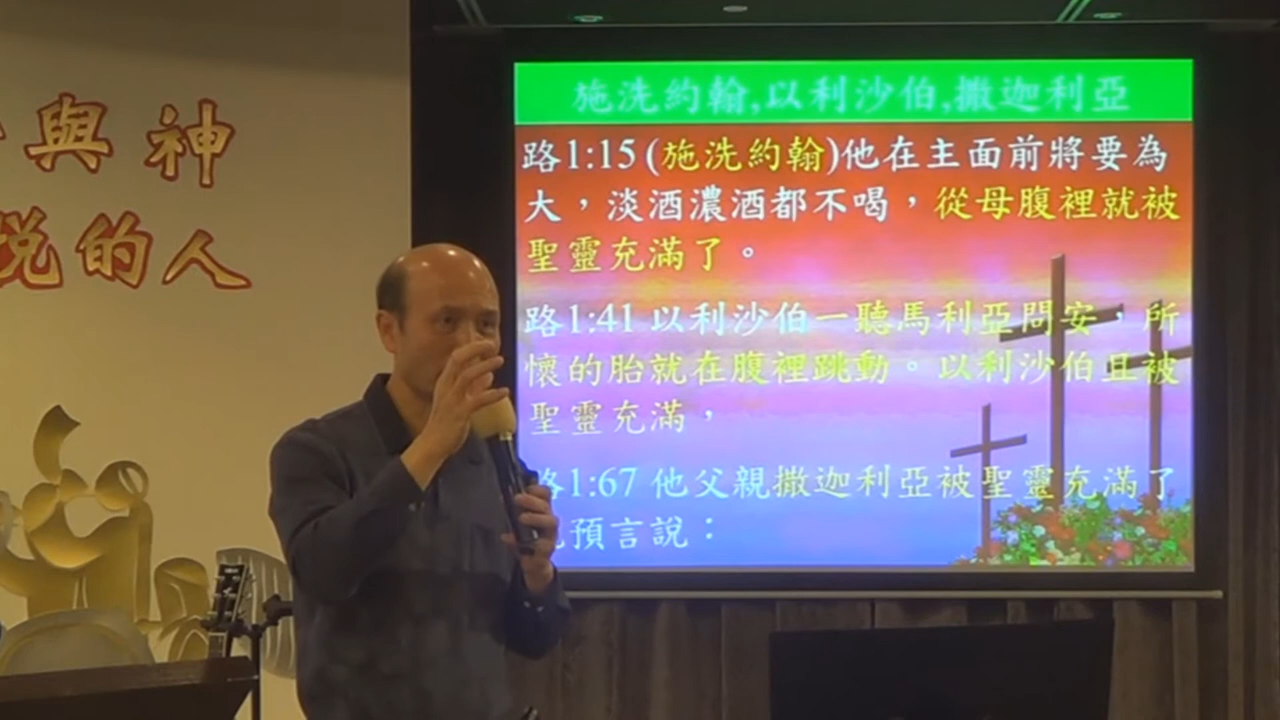 與神
悦的人
施洗約翰,以利沙伯,撒迦利亞
路1:15 (施洗約翰)他在主面前將要為
大，淡酒濃酒都不喝，從母腹裡就被
聖靈充滿了。
路1:41 以利沙伯一聽馬利亞問安，所
懷的胎就在腹裡跳動。以利沙伯且被
聖靈充滿，
路1:67 他父親撒迦利亞被聖靈充滿了
預言說：